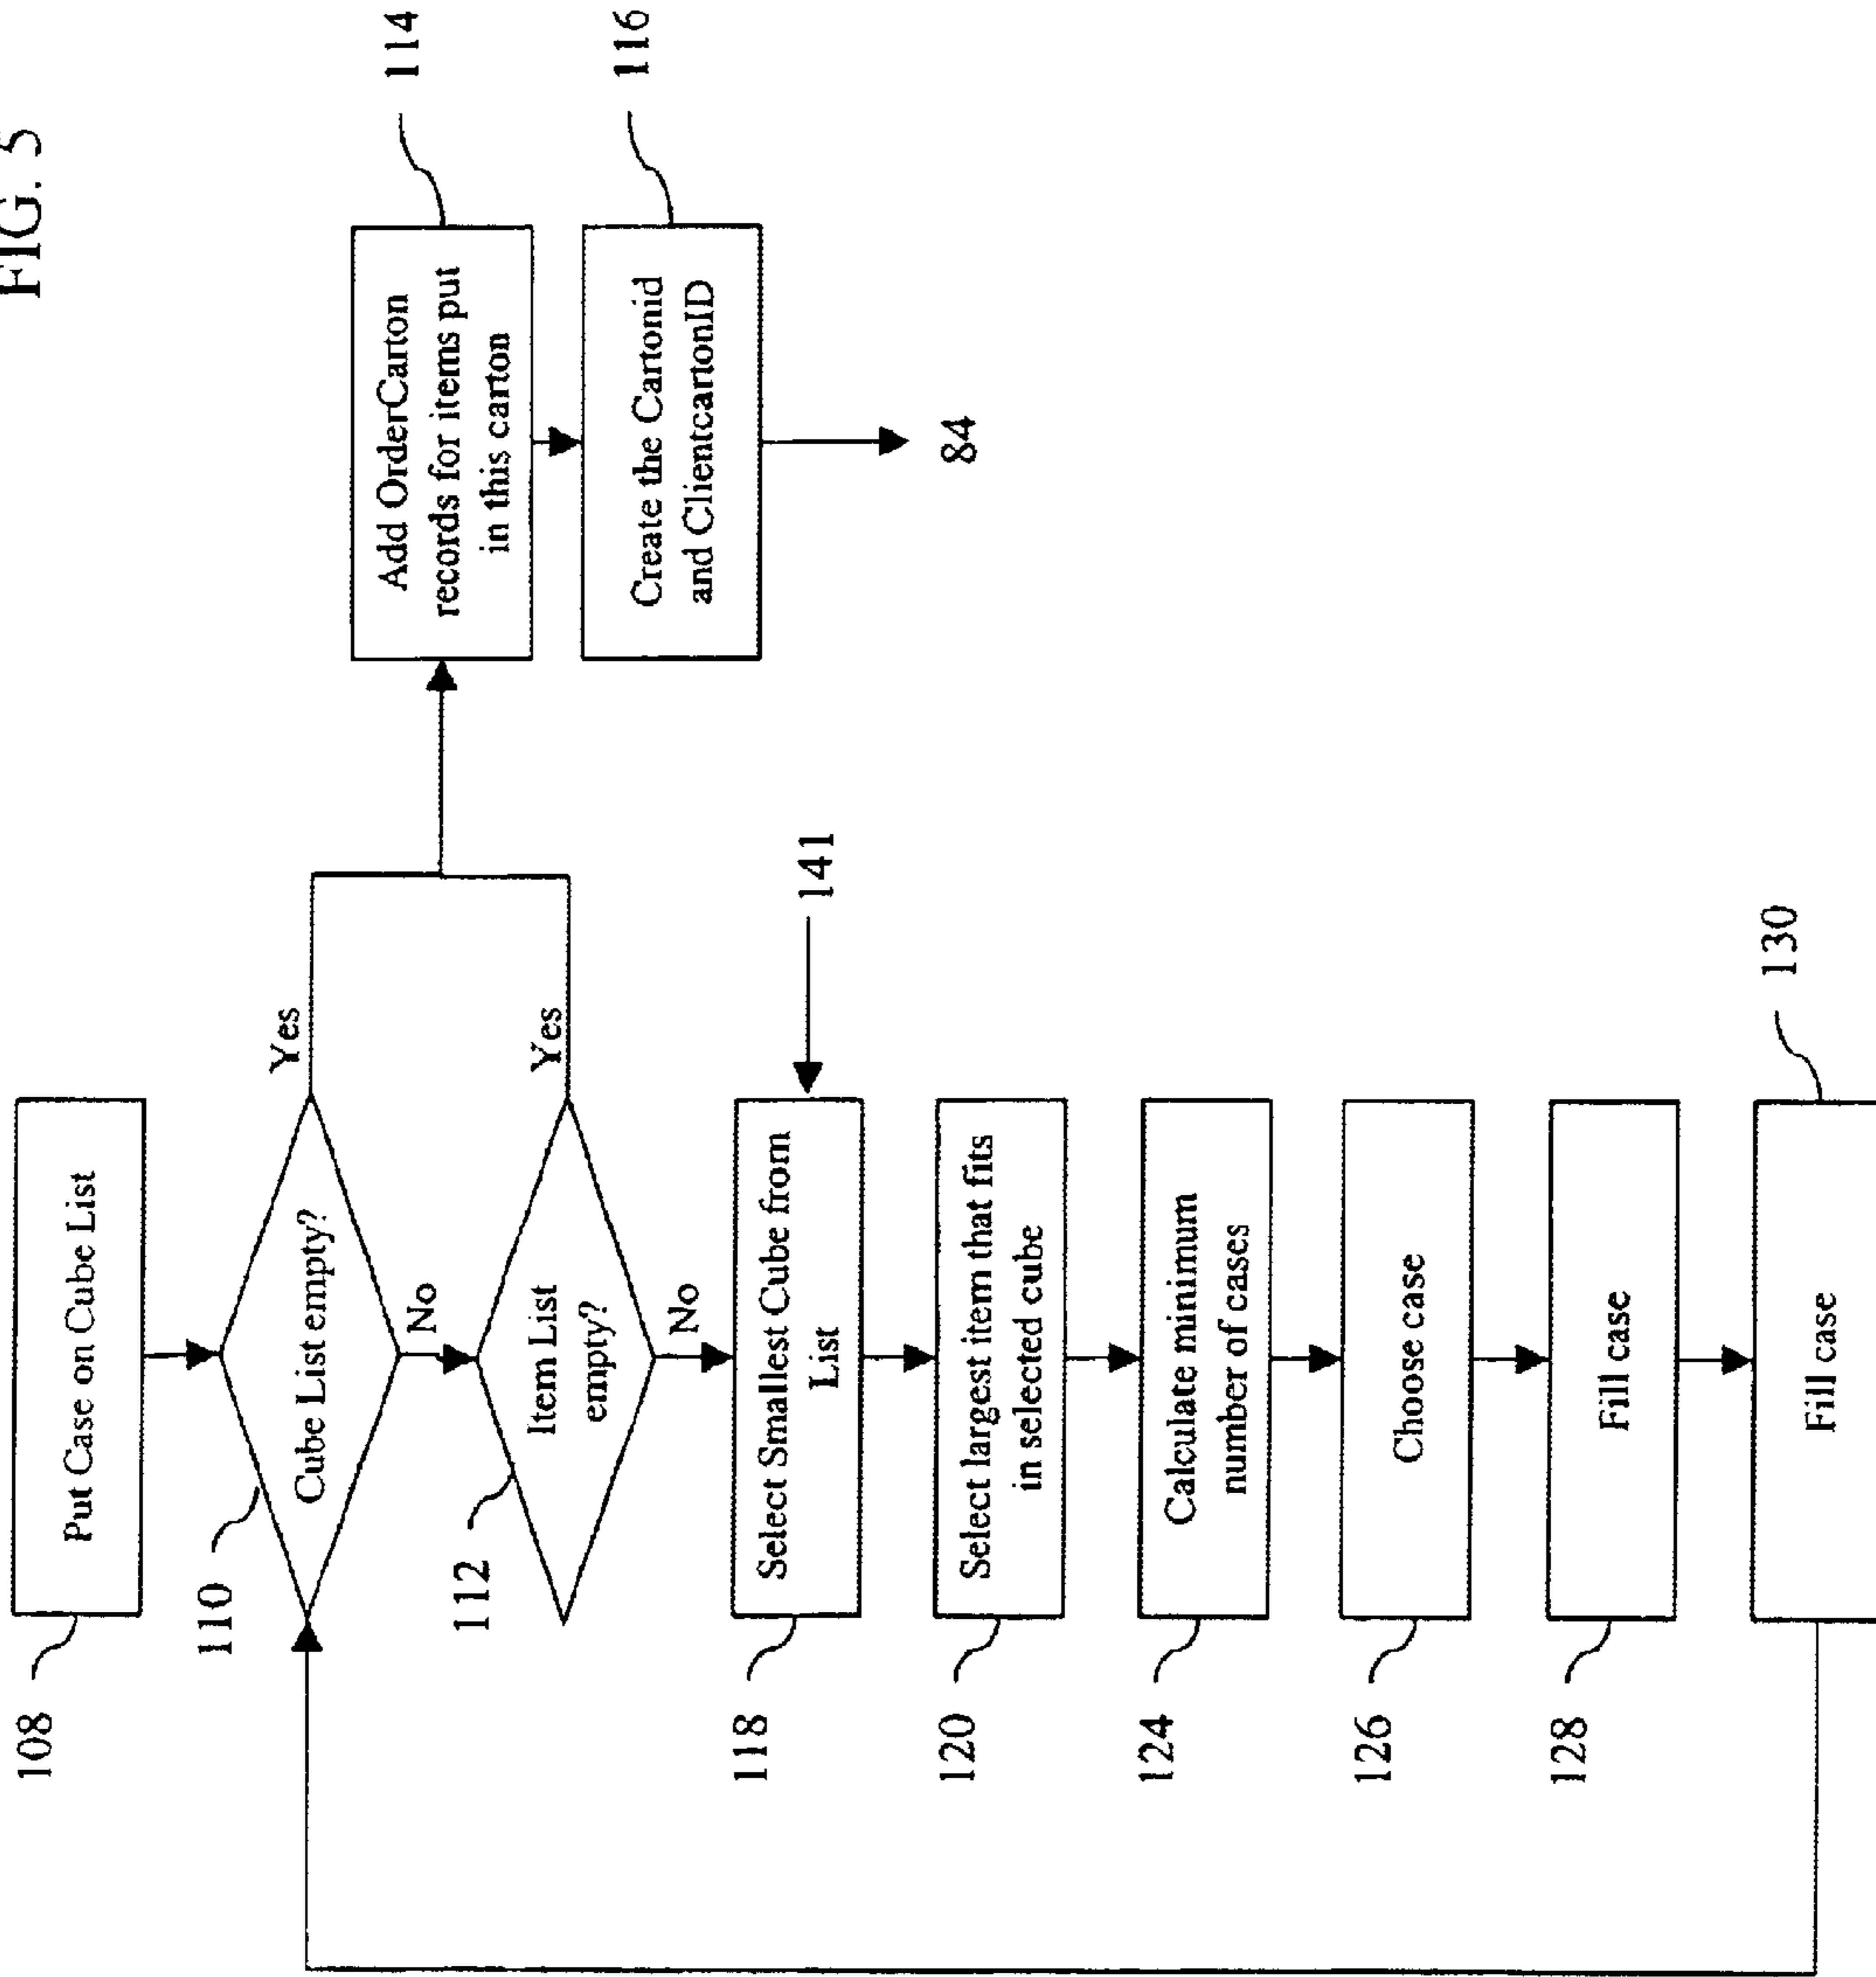 FIG. 5
108
Put Case on Cube List
110
Cube List empty?
Yes
No
112
Item List
empty?
Yes
No
114
Add OrderCarton
records for items put
in this carton
116
Create the Cartonid
and ClientcartonID
84
118
Select Smallest Cube from
List
141
120
Select largest item that fits
in selected cube
124
Calculate minimum
number of cases
126
Choose case
128
Fill case
130
Fill case